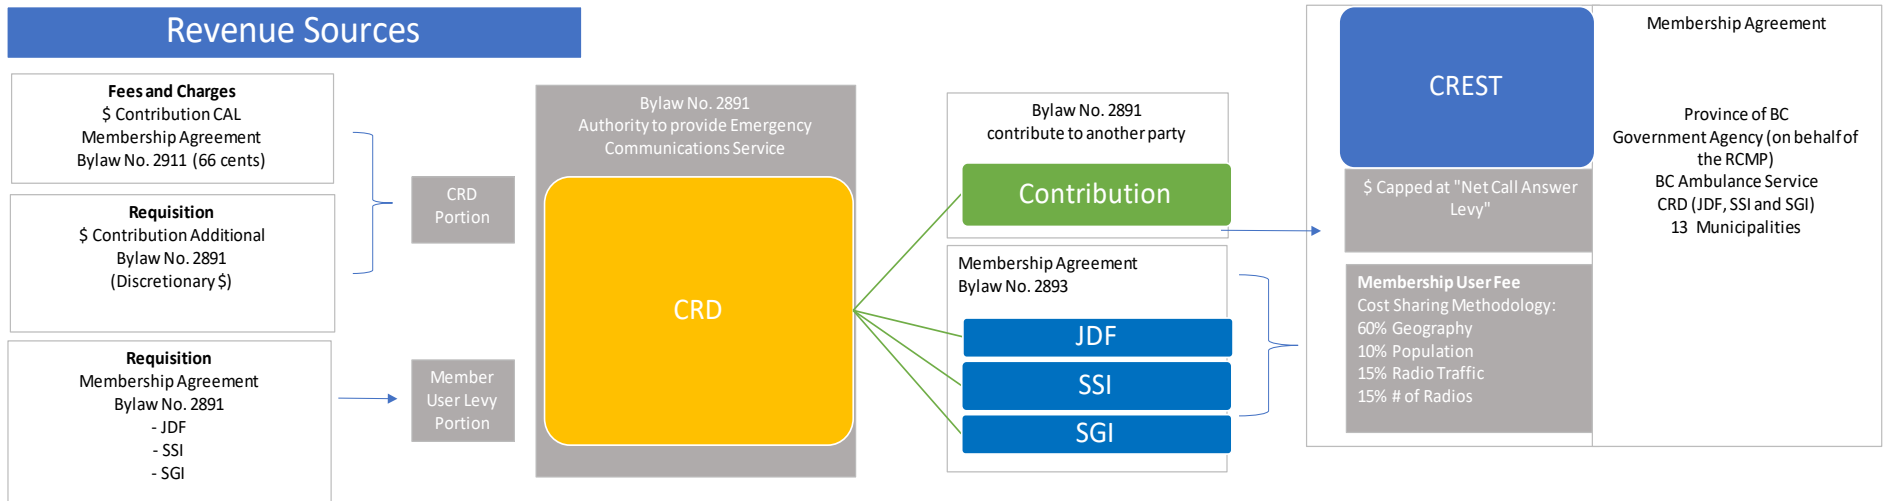 Revenue Sources
Fees and Charges
$ Contribution CAL
Membership Agreement
Bylaw No. 2911 (66 cents)
Requisition
$ Contribution Additional
Bylaw No. 2891
(Discretionary $)
Requisition
Membership Agreement
Bylaw No. 2891
- JDF
- SSI
- SGI
CRD
Portion
Member
User Levy
Portion
Bylaw No. 2891
Authority to provide Emergency
Communications Service
CRD
Bylaw No. 2891
contribute to another party
Contribution
Membership Agreement
Bylaw No. 2893
JDF
SSI
SGI
CREST
$ Capped at "Net Call Answer
Levy"
Membership User Fee
Cost Sharing Methodology:
60% Geography
10% Population
15% Radio Traffic
15% # of Radios
Membership Agreement
Province of BC
Government Agency (on behalf of
the RCMP)
BC Ambulance Service
CRD (JDF, SSI and SGI)
13 Municipalities